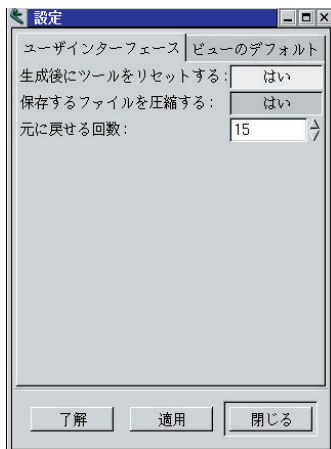 設定
ユーザインターフェース ビューのデフォルト
生成後にツールをリセットする: はい
保存するファイルを圧縮する: はい
元に戻せる回数: 15
了解 適用 閉じる